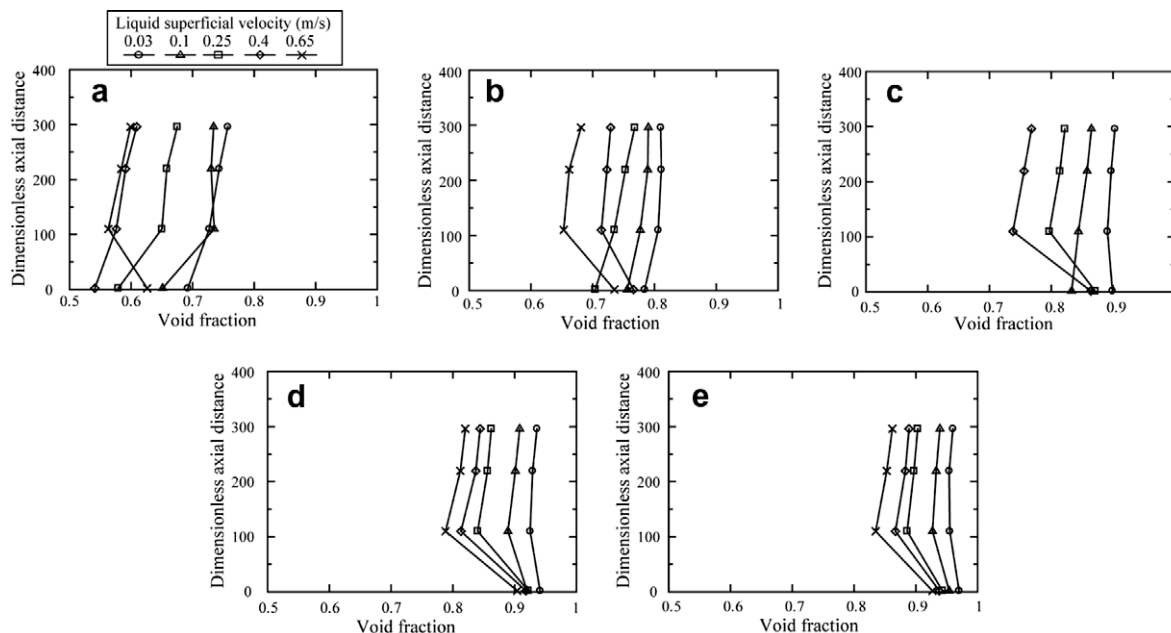 Liquid superficial velocity (m/s)
0.03 0.1 0.25 0.4 0.65
a
Dimensionless axial distance
400
300
200
100
0
0.5 0.6 0.7 0.8 0.9 1
Void fraction
b
Dimensionless axial distance
400
300
200
100
0
0.5 0.6 0.7 0.8 0.9 1
Void fraction
c
Dimensionless axial distance
400
300
200
100
0
0.5 0.6 0.7 0.8 0.9
Void fraction
d
Dimensionless axial distance
400
300
200
100
0
0.5 0.6 0.7 0.8 0.9 1
Void fraction
e
Dimensionless axial distance
400
300
200
100
0
0.5 0.6 0.7 0.8 0.9 1
Void fraction